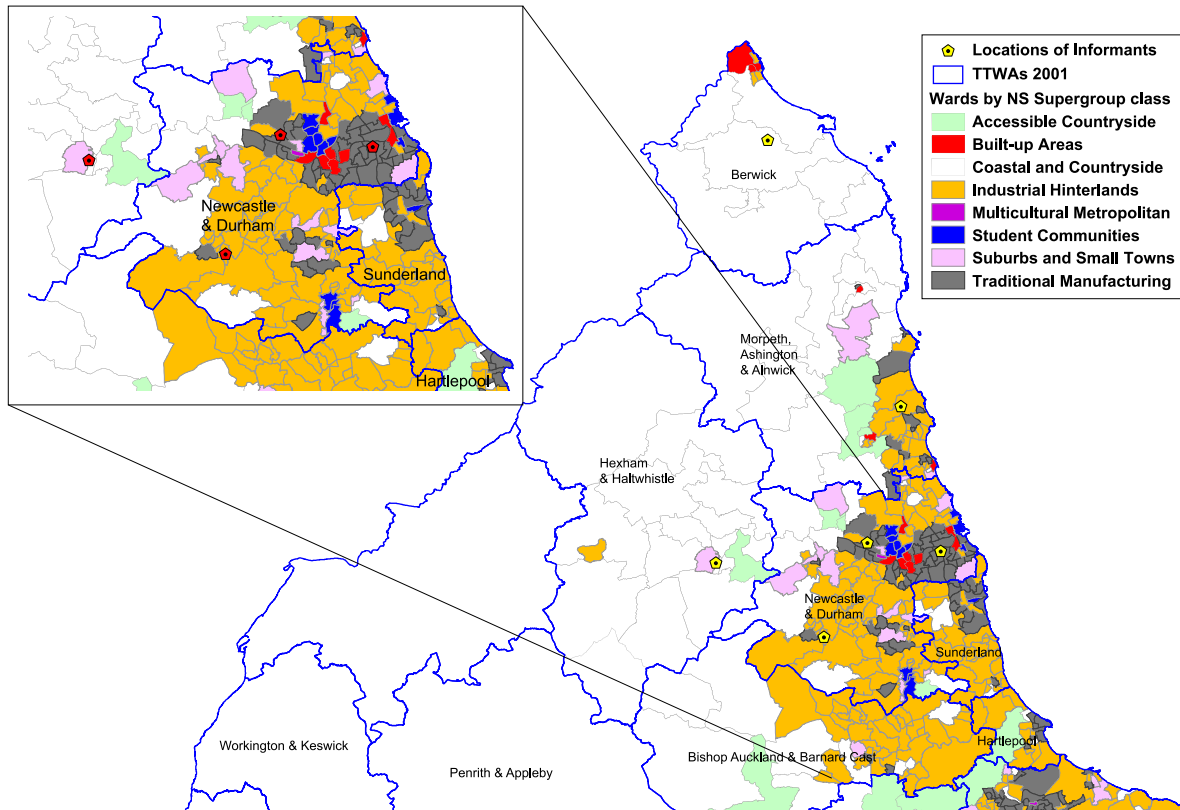 Newcastle
& Durham
Sunderland
Hartlepool
Locations of Informants
TTWAs 2001
Wards by NS Supergroup class
Accessible Countryside
Built-up Areas
Coastal and Countryside
Industrial Hinterlands
Multicultural Metropolitan
Student Communities
Suburbs and Small Towns
Traditional Manufacturing
Berwick
Morpeth,
Ashington
& Alnwick
Hexham
& Haltwhistle
Newcastle
& Durham
Sunderland
Hartlepool
Workington & Keswick
Penrith & Appleby
Bishop Auckland & Barnard Cast